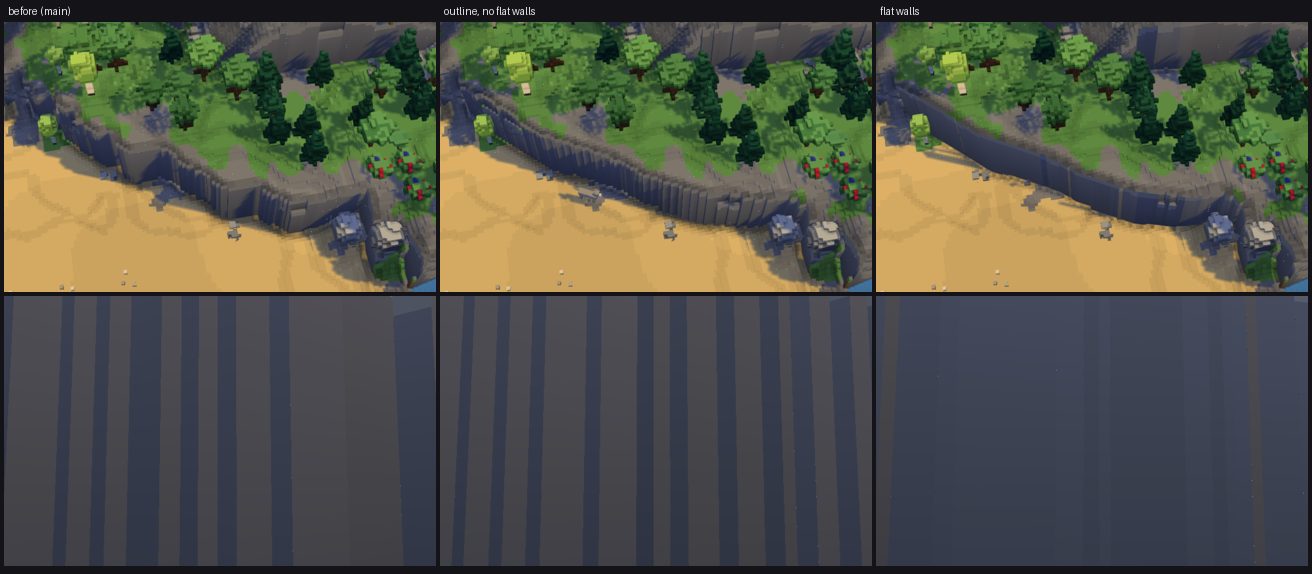 before (main)
outline, no flat walls
flat walls